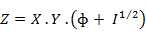 Z = X . Y . (ф + I^{1/2})